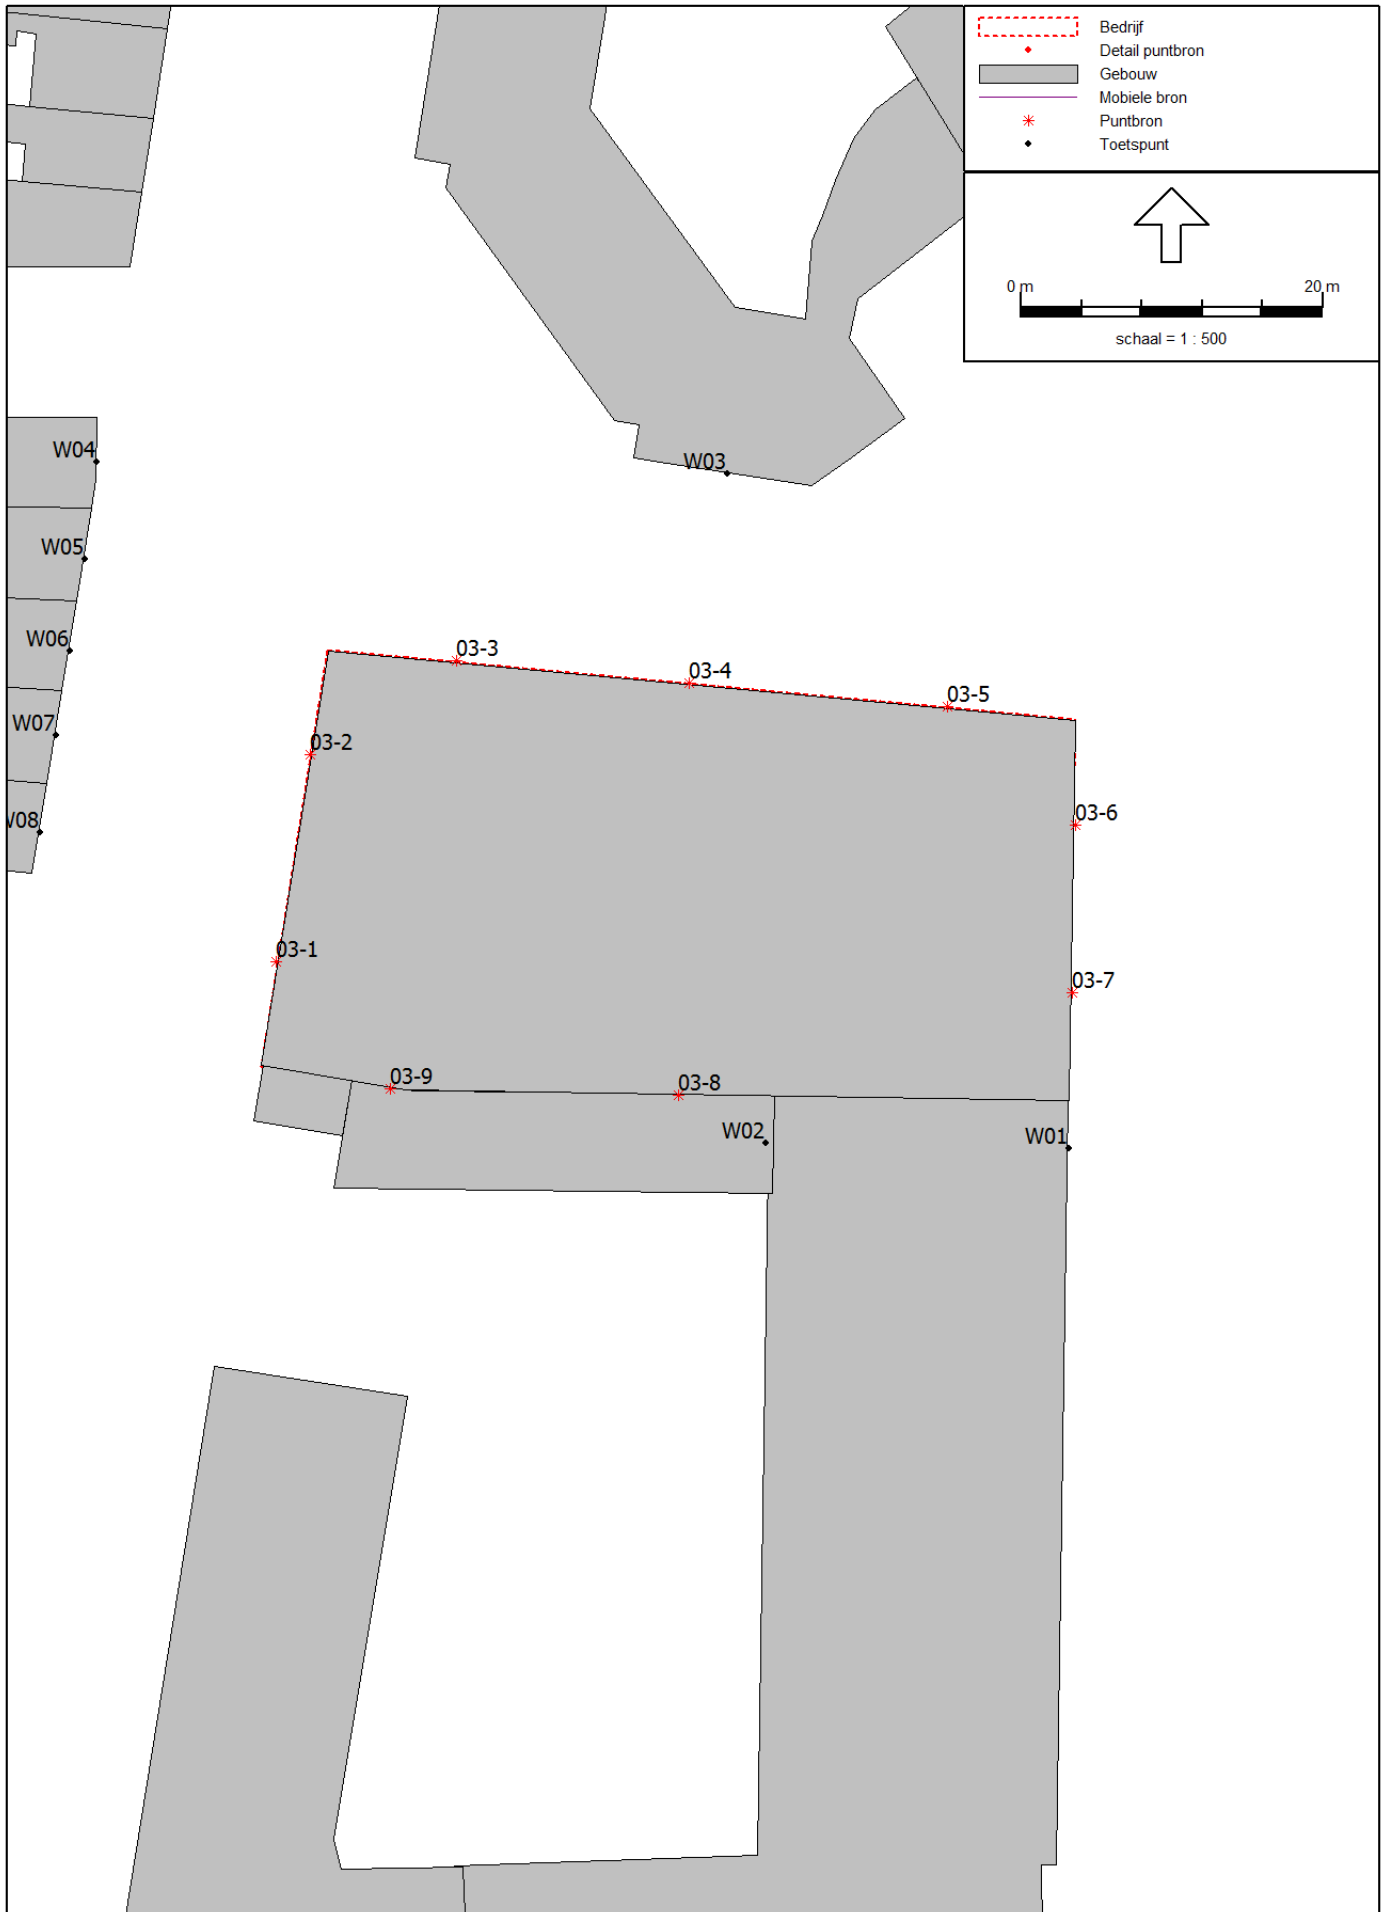 Bedrijf
Detail puntbron
Gebouw
Mobiele bron
Puntbron
Toetspunt
0 m 20 m
schaal = 1 : 500
W04
W03
W05
W06
03-3
03-4
03-5
W07
03-2
03-6
W08
03-1
03-7
03-9
03-8
W02
W01